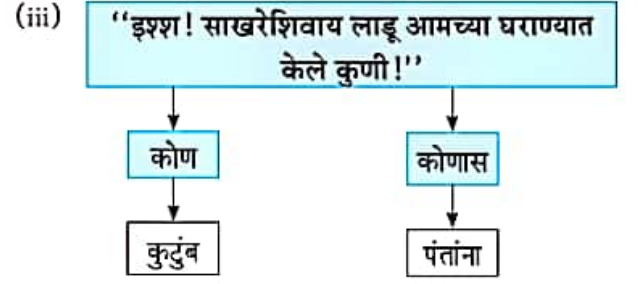 (iii) “इश्श! साखरेशिवाय लाडू आमच्या घराण्यात
केले कुणी!”
कोण कोणास
कुटुंब पंतांना